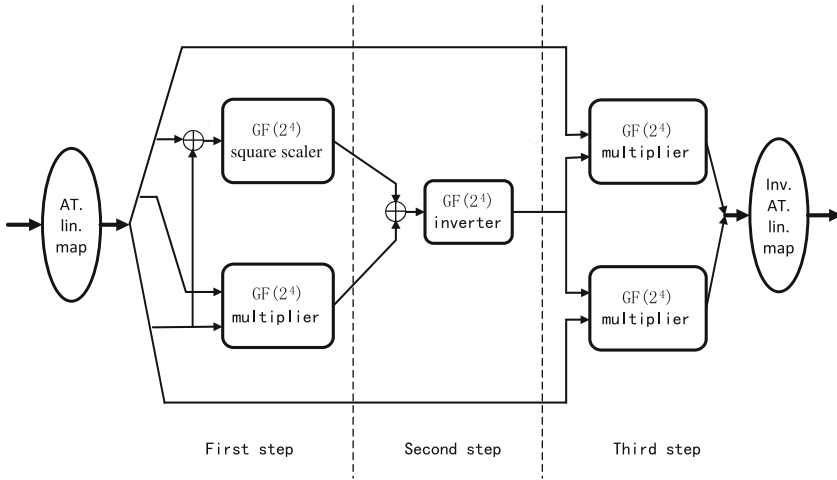 AT.
lin.
map
GF(2⁴)
square scaler
GF(2⁴)
multiplier
GF(2⁴)
inverter
GF(2⁴)
multiplier
GF(2⁴)
multiplier
Inv.
AT.
lin.
map
First step
Second step
Third step